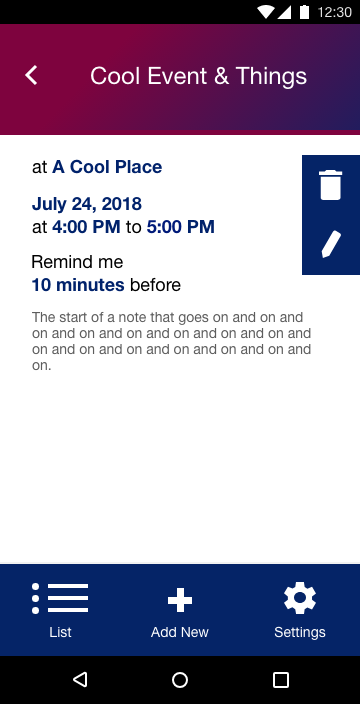 12:30
Cool Event & Things
at A Cool Place
July 24, 2018
at 4:00 PM to 5:00 PM
Remind me
10 minutes before
The start of a note that goes on and on and
on and on and on and on and on and on and
on and on and on and on and on and on and
on.
List
Add New
Settings